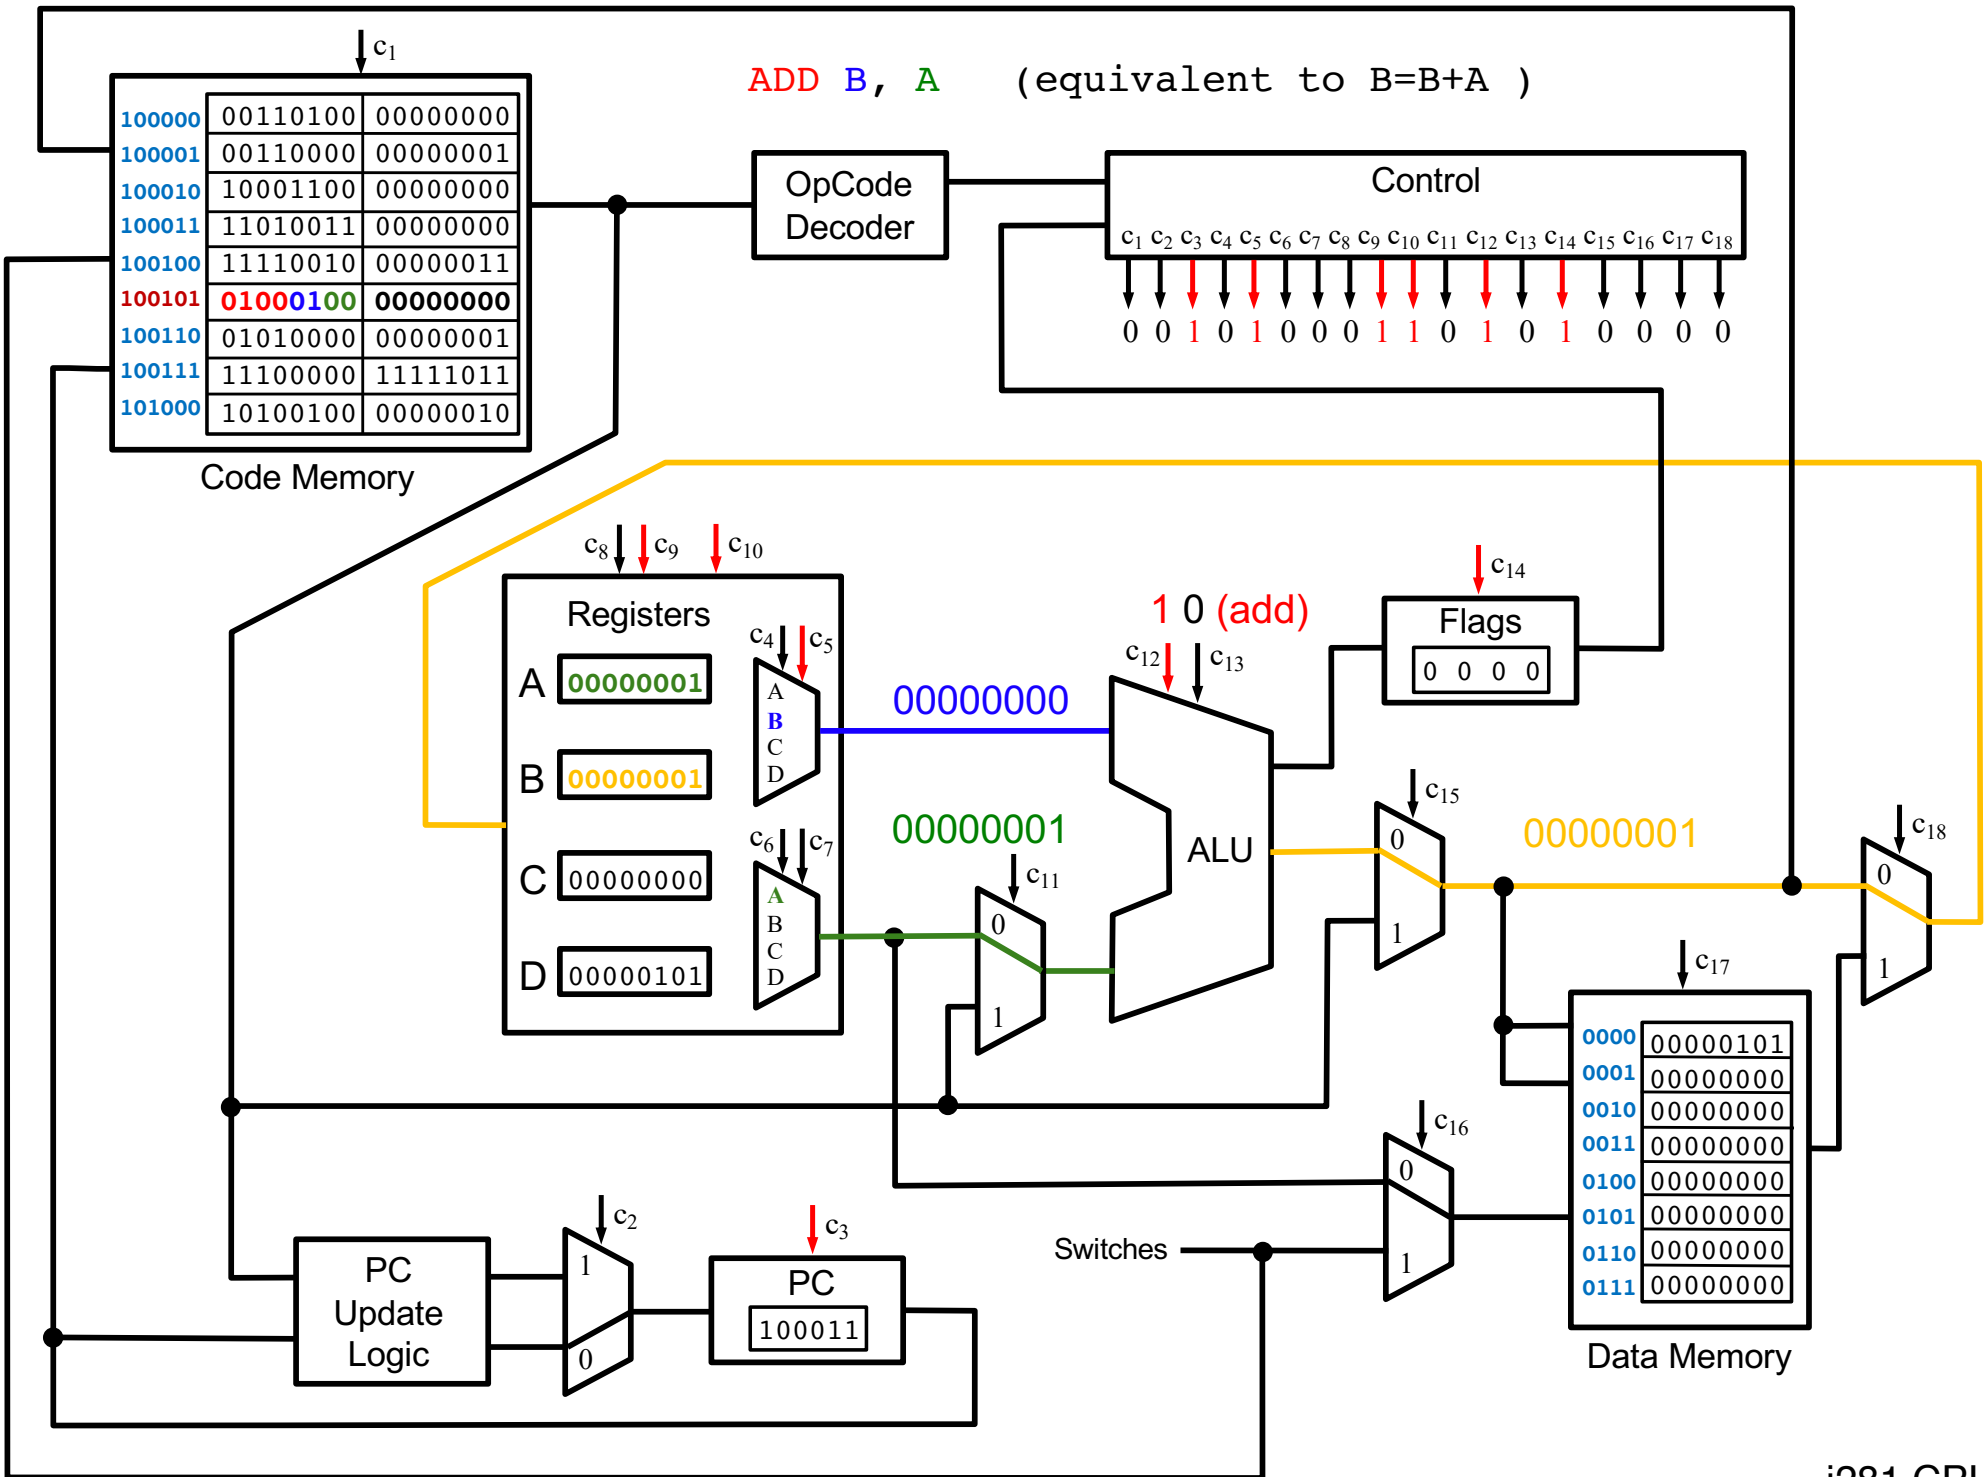 ADD B, A (equivalent to B=B+A )
c1
100000 00110100 00000000
100001 00110000 00000001
100010 10001100 00000000
100011 11010011 00000000
100100 11110010 00000011
100101 01000100 00000000
100110 01010000 00000001
100111 11100000 11111011
101000 10100100 00000010
Code Memory
OpCode
Decoder
Control
c1 c2 c3 c4 c5 c6 c7 c8 c9 c10 c11 c12 c13 c14 c15 c16 c17 c18
0 0 1 0 1 0 0 0 1 1 0 1 0 1 0 0 0 0
c8 c9 c10
Registers
A 00000001
B 00000001
C 00000000
D 00000101
c4 c5
A
B
C
D
c6 c7
A
B
C
D
00000000
00000001
c11
0
1
1 0 (add)
c12 c13
ALU
c14
Flags
0 0 0 0
c15
0
1
00000001
c18
0
1
c17
0000 00000101
0001 00000000
0010 00000000
0011 00000000
0100 00000000
0101 00000000
0110 00000000
0111 00000000
Data Memory
c16
0
1
Switches
PC
Update
Logic
c2
1
0
c3
PC
100011